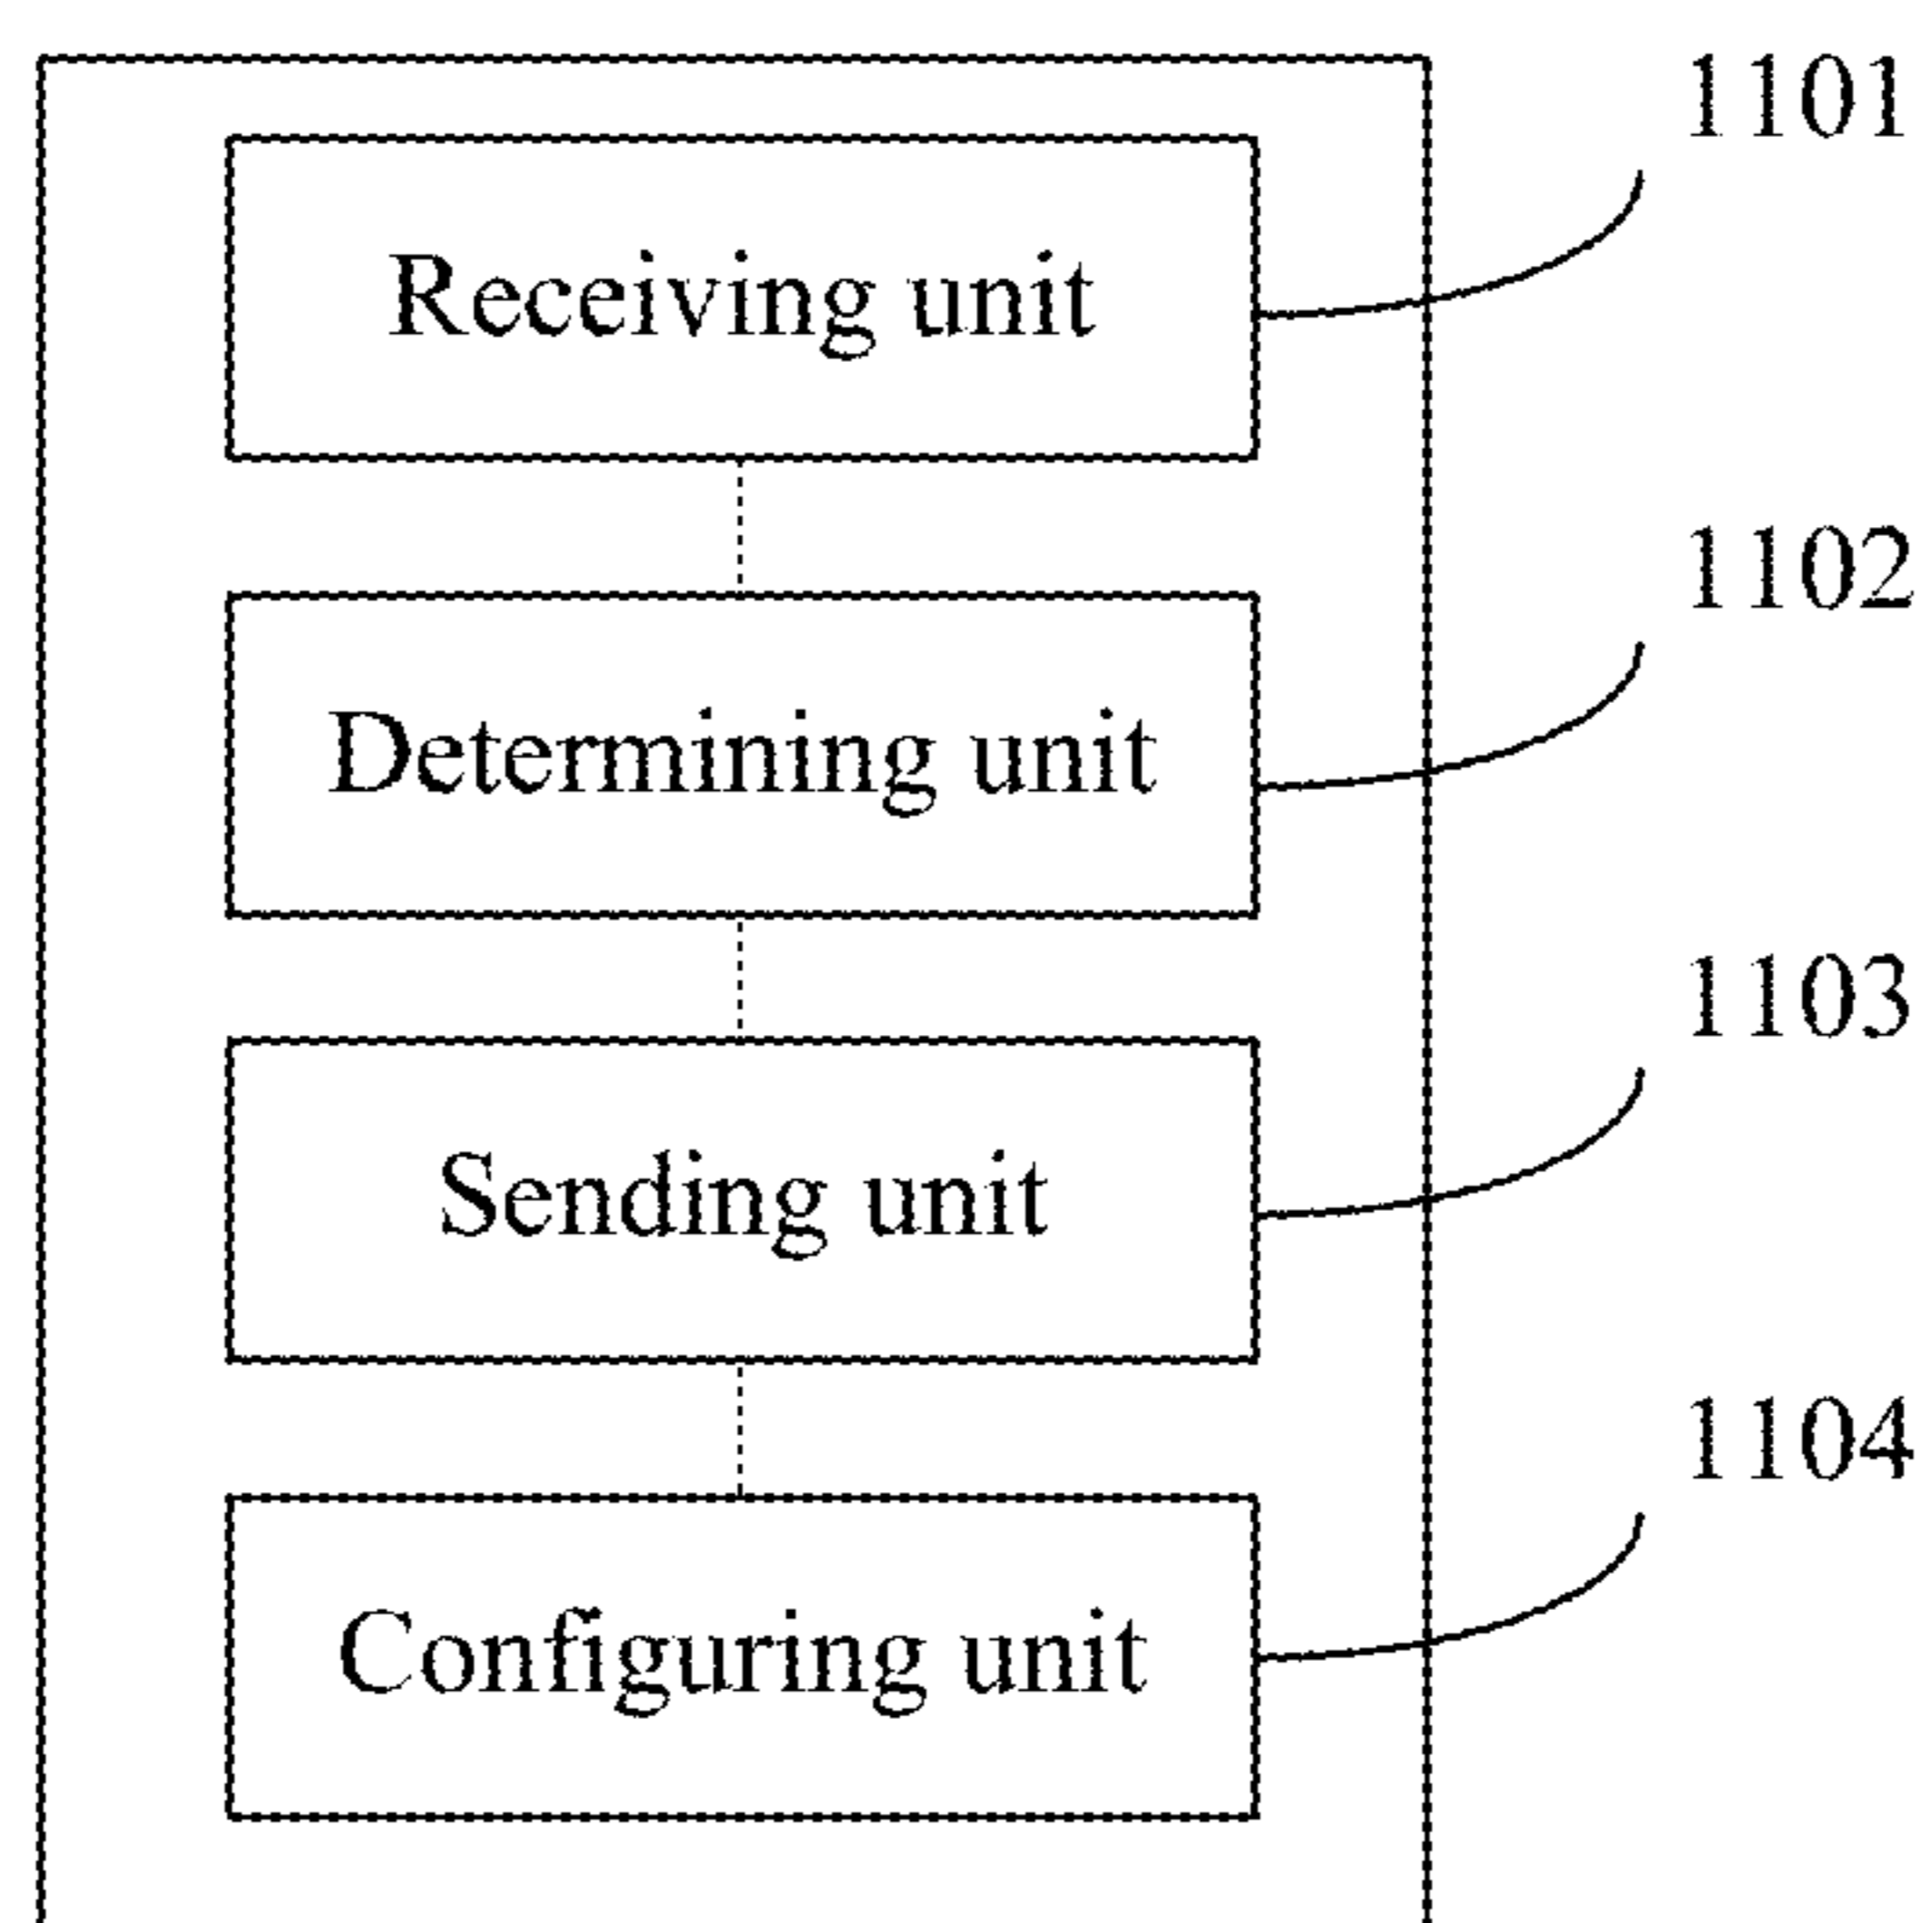 1101
Receiving unit
1102
Determining unit
1103
Sending unit
1104
Configuring unit